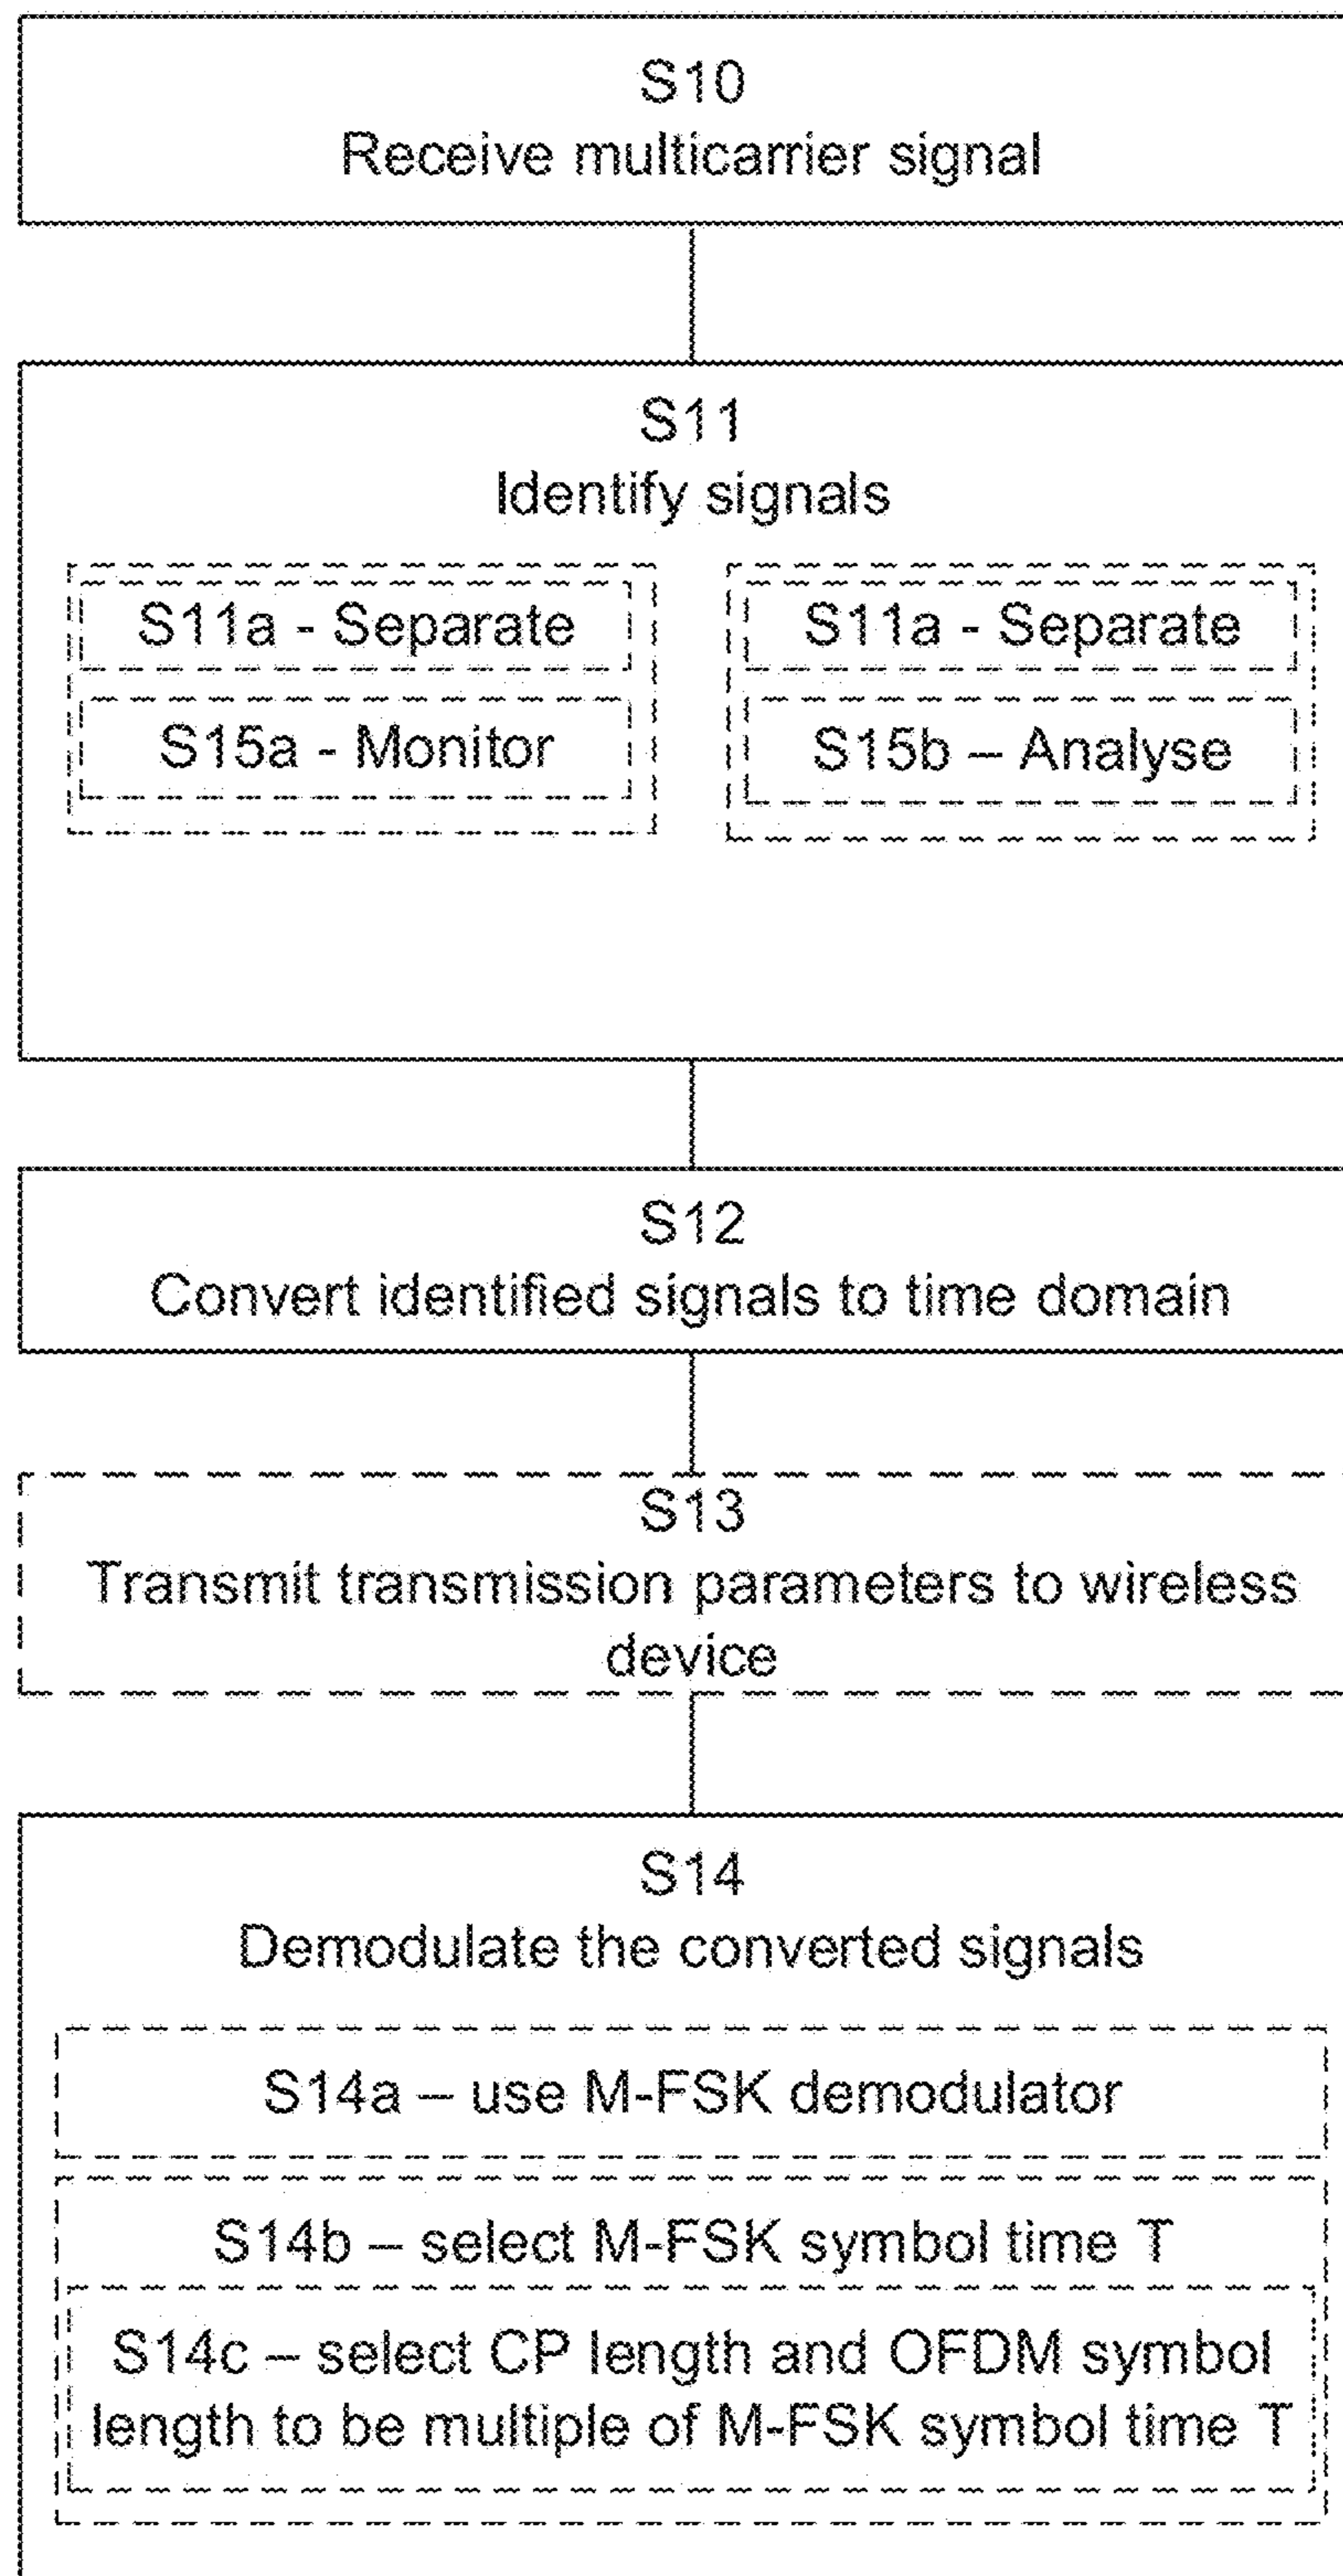 S10
Receive multicarrier signal
S11
Identify signals
S11a - Separate
S15a - Monitor
S11a - Separate
S15b – Analyse
S12
Convert identified signals to time domain
S13
Transmit transmission parameters to wireless
device
S14
Demodulate the converted signals
S14a – use M-FSK demodulator
S14b – select M-FSK symbol time T
S14c – select CP length and OFDM symbol
length to be multiple of M-FSK symbol time T